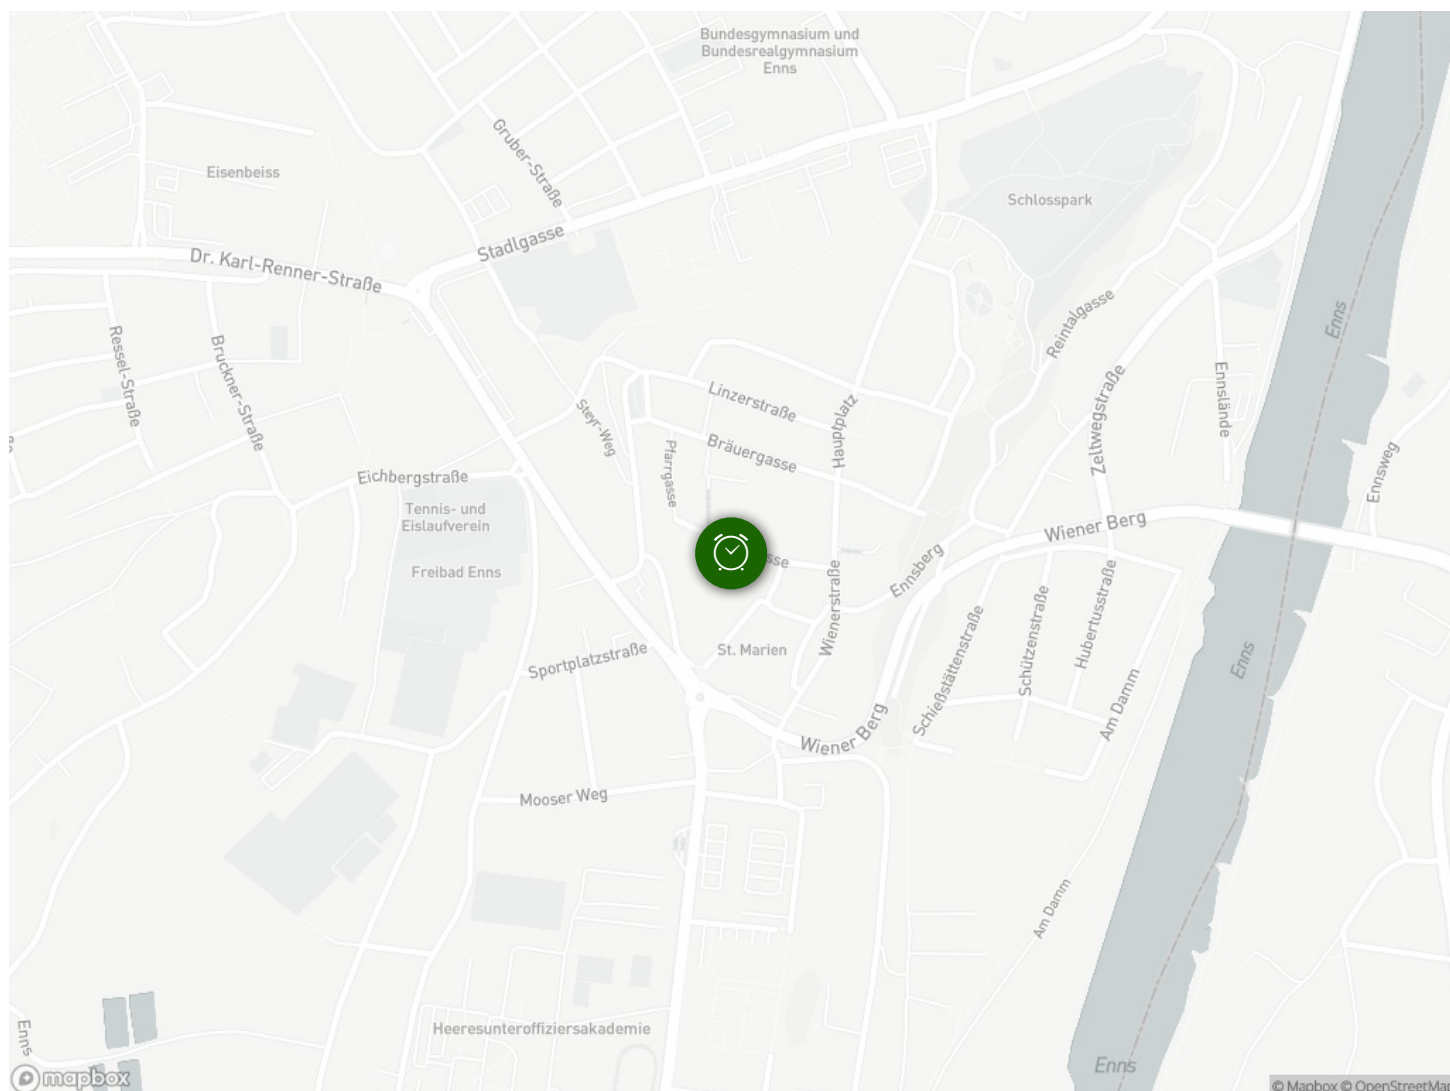 Bundesgymnasium und
Bundesrealgymnasium
Enns
Gruber-Straße
Eisenbeiss
Schlosspark
Stadlgasse
Dr. Karl-Renner-Straße
Reintalgasse
Enns
Ressel-Straße
Bruckner-Straße
Linzerstraße
Steyr-Weg
Hauptplatz
Zeltwegstraße
Ennslände
Bräuergasse
Pfarrgasse
Ennsweg
Eichbergstraße
Tennis- und
Eislaufverein
Wiener Berg
Freibad Enns
Ennsberg
Wienerstraße
Schießstättenstraße
Schützenstraße
Hubertusstraße
St. Marien
Sportplatzstraße
Enns
Am Damm
Wiener Berg
Mooser Weg
Am Damm
Heeresunteroffiziersakademie
Enns
Enns
mapbox
© Mapbox © OpenStreetMap